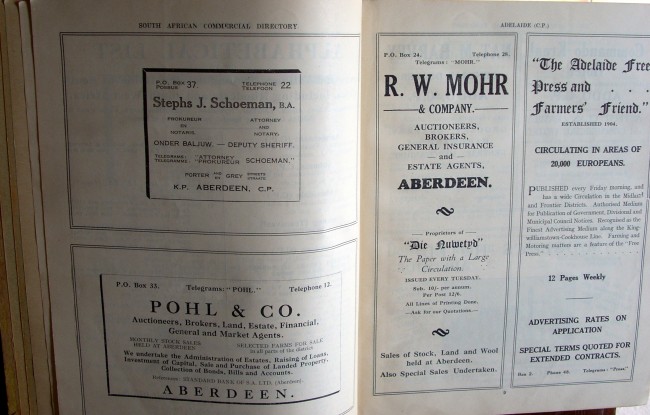 SOUTH AFRICAN COMMERCIAL DIRECTORY
P.O. BOX 37.
POSBUS
TELEPHONE 22
TELEFOON
Stephs J. Schoeman, B.A.
PROKUREUR
EN
NOTARIS.
ATTORNEY
AND
NOTARY.
ONDER BALJUW. — DEPUTY SHERIFF.
TELEGRAMS: "ATTORNEY
TELEGRAMME: "PROKUREUR
SCHOEMAN."
PORTER AND EN GREY STREETS STRATE
K.P. ABERDEEN, C.P.
P.O. Box 33.
Telegrams: "POHL."
Telephone 12.
POHL & CO.
Auctioneers, Brokers, Land, Estate, Financial,
General and Market Agents.
MONTHLY STOCK SALES
HELD AT ABERDEEN
SELECTED FARMS FOR SALE
in all parts of the district
We undertake the Administration of Estates, Raising of Loans,
Investment of Capital, Sale and Purchase of Landed Property,
Collection of Bonds, Bills and Accounts.
References: STANDARD BANK OF S.A. LTD. (Aberdeen).
ABERDEEN.
ADELAIDE (C.P.)
P.O. Box 24.
Telephone 28.
Telegrams: "MOHR."
R. W. MOHR
& COMPANY.
AUCTIONEERS,
BROKERS,
GENERAL INSURANCE
— and —
ESTATE AGENTS,
ABERDEEN.
Proprietors of
"Die Nuwetyd"
The Paper with a Large
Circulation.
ISSUED EVERY TUESDAY.
Sub. 10/- per annum.
Per Post 12/6.
All Lines of Printing Done.
—Ask for our Quotations—
Sales of Stock, Land and Wool
held at Aberdeen.
Also Special Sales Undertaken.
"The Adelaide Free
Press and . . .
Farmers' Friend."
ESTABLISHED 1904.
CIRCULATING IN AREAS OF
20,000 EUROPEANS.
PUBLISHED every Friday morning, and
has a wide Circulation in the Midland
and Frontier Districts. Authorised Medium
for Publication of Government, Divisional and
Municipal Council Notices. Recognised as the
Finest Advertising Medium along the King-
williamstown-Cookhouse Line. Farming and
Motoring matters are a feature of the "Free
Press."
12 Pages Weekly
ADVERTISING RATES ON
APPLICATION
SPECIAL TERMS QUOTED FOR
EXTENDED CONTRACTS.
Box 2.
Telegrams: "Press."